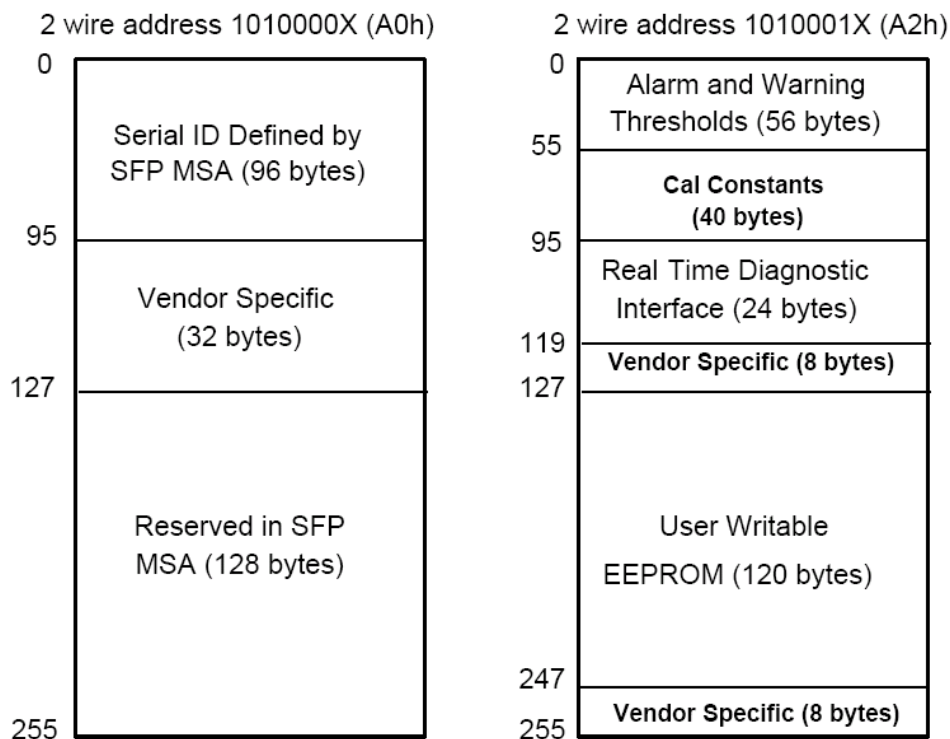 2 wire address 1010000X (A0h)
0
Serial ID Defined by
SFP MSA (96 bytes)
95
Vendor Specific
(32 bytes)
127
Reserved in SFP
MSA (128 bytes)
255
2 wire address 1010001X (A2h)
0
Alarm and Warning
Thresholds (56 bytes)
55
Cal Constants
(40 bytes)
95
Real Time Diagnostic
Interface (24 bytes)
119
Vendor Specific (8 bytes)
127
User Writable
EEPROM (120 bytes)
247
Vendor Specific (8 bytes)
255